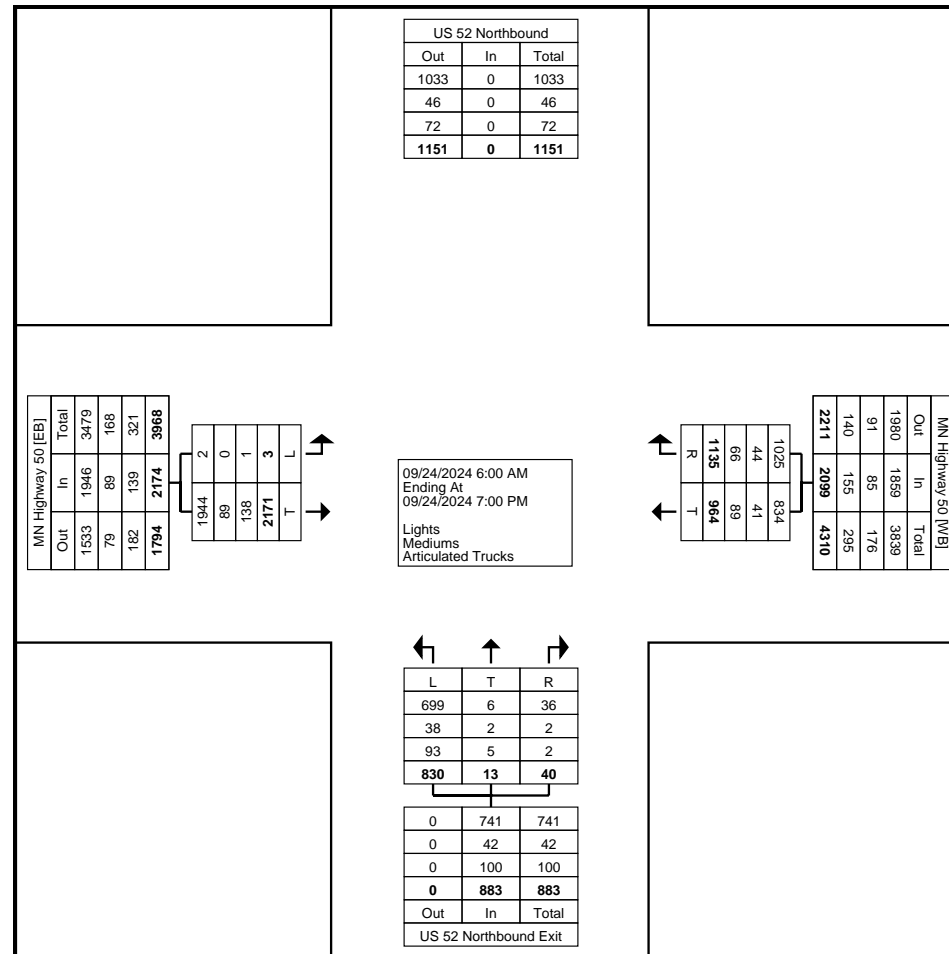 US 52 Northbound
Out In Total
1033 0 1033
46 0 46
72 0 72
1151 0 1151
MN Highway 50 [EB]
Total 3479 168 321 3968
In 1946 89 139 2174
Out 1533 79 182 1794
2 0 1 3 L
1944 89 138 2171 T
09/24/2024 6:00 AM
Ending At
09/24/2024 7:00 PM
Lights
Mediums
Articulated Trucks
R 1135 66 44 1025
T 964 89 41 834
MN Highway 50 [WB]
2211 140 91 1980 Out
2099 155 85 1859 In
4310 295 176 3839 Total
L T R
699 6 36
38 2 2
93 5 2
830 13 40
0 741 741
0 42 42
0 100 100
0 883 883
Out In Total
US 52 Northbound Exit